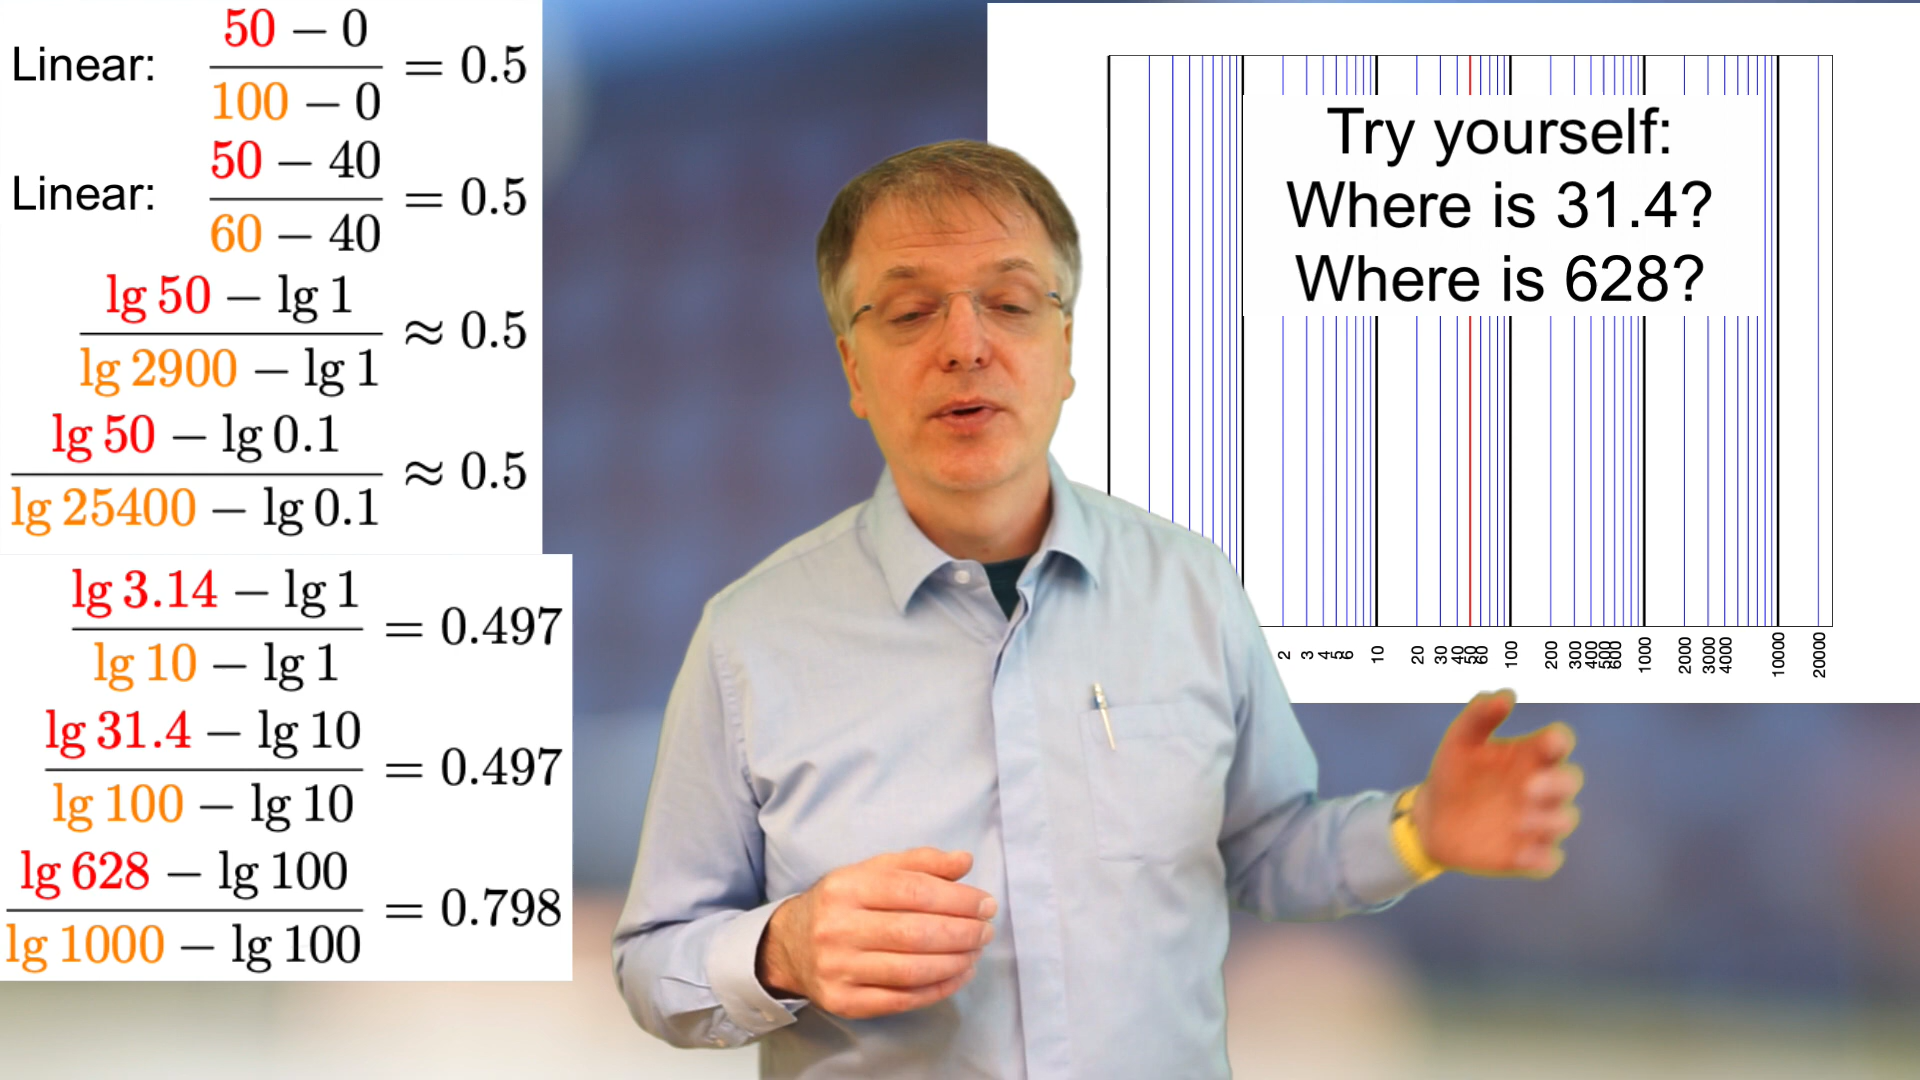 Linear: 50 − 0
100 − 0 = 0.5
Linear: 50 − 40
60 − 40 = 0.5
lg 50 − lg 1
lg 2900 − lg 1 ≈ 0.5
lg 50 − lg 0.1
lg 25400 − lg 0.1 ≈ 0.5
lg 3.14 − lg 1
lg 10 − lg 1 = 0.497
lg 31.4 − lg 10
lg 100 − lg 10 = 0.497
lg 628 − lg 100
lg 1000 − lg 100 = 0.798
Try yourself:
Where is 31.4?
Where is 628?
2 3 4 5 6 10 20 30 40 50 60 100 200 300 400 500 600 1000 2000 3000 4000 10000 20000